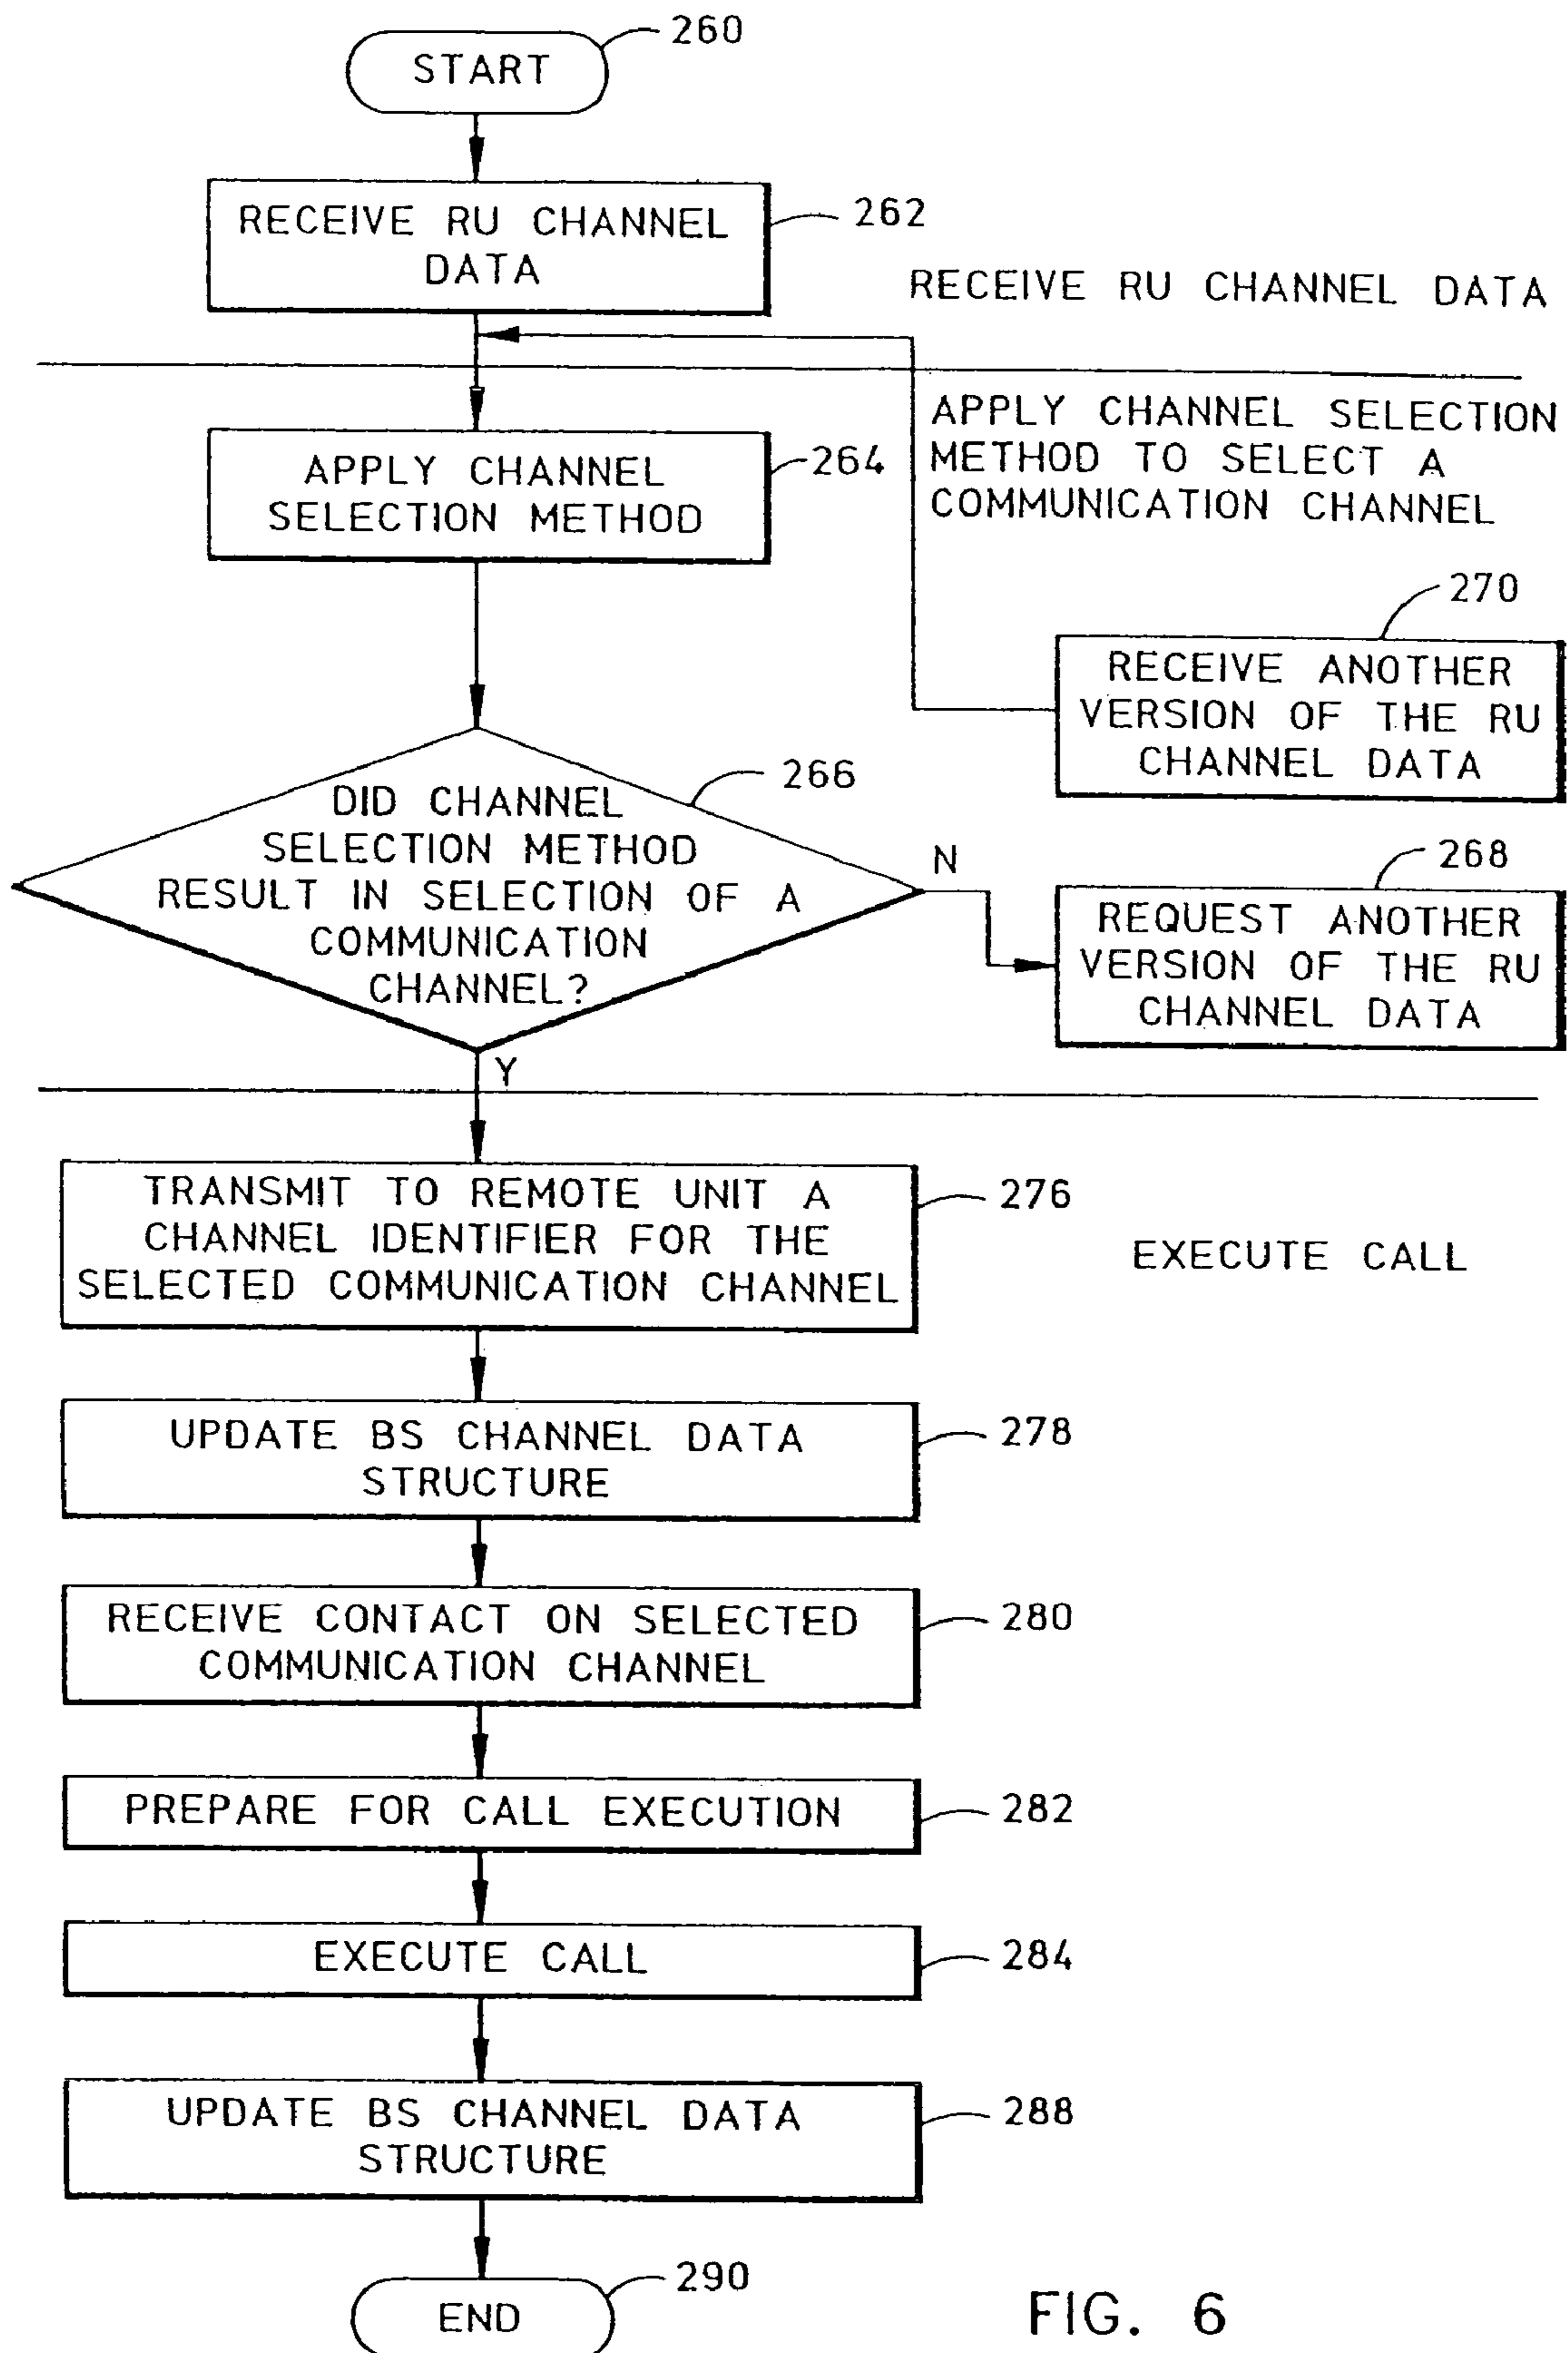 260
START
RECEIVE RU CHANNEL
DATA
262
RECEIVE RU CHANNEL DATA
APPLY CHANNEL
SELECTION METHOD
264
APPLY CHANNEL SELECTION
METHOD TO SELECT A
COMMUNICATION CHANNEL
270
RECEIVE ANOTHER
VERSION OF THE RU
CHANNEL DATA
266
DID CHANNEL
SELECTION METHOD
RESULT IN SELECTION OF A
COMMUNICATION
CHANNEL?
N
268
REQUEST ANOTHER
VERSION OF THE RU
CHANNEL DATA
Y
TRANSMIT TO REMOTE UNIT A
CHANNEL IDENTIFIER FOR THE
SELECTED COMMUNICATION CHANNEL
276
EXECUTE CALL
UPDATE BS CHANNEL DATA
STRUCTURE
278
RECEIVE CONTACT ON SELECTED
COMMUNICATION CHANNEL
280
PREPARE FOR CALL EXECUTION
282
EXECUTE CALL
284
UPDATE BS CHANNEL DATA
STRUCTURE
288
290
END
FIG. 6